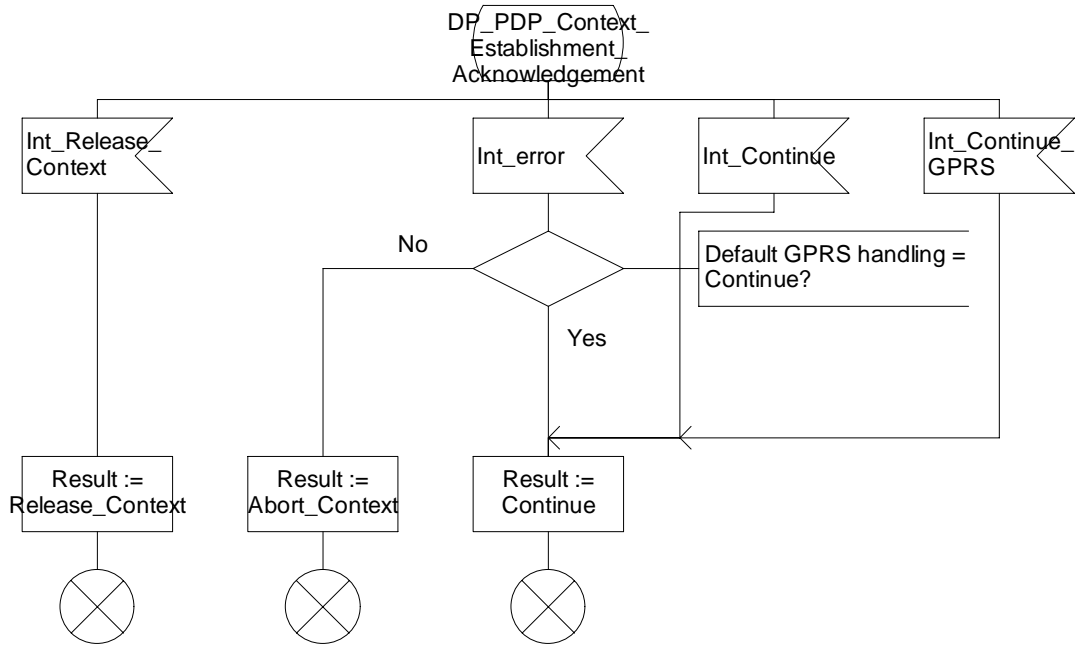 DP_PDP_Context_
Establishment_
Acknowledgement
Int_Release_
Context
Int_error
Int_Continue
Int_Continue_
GPRS
No
Default GPRS handling =
Continue?
Yes
Result :=
Release_Context
Result :=
Abort_Context
Result :=
Continue